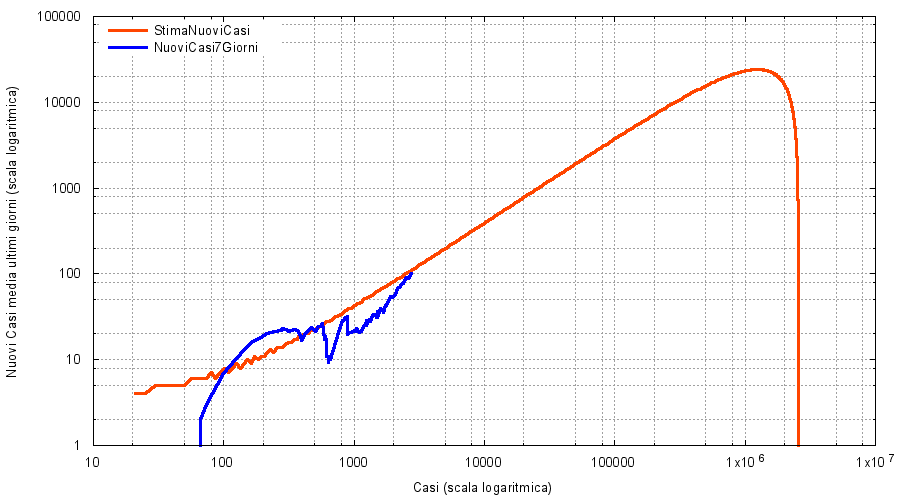 100000
10000
1000
100
10
1
StimaNuoviCasi
NuoviCasi7Giorni
Nuovi Casi media ultimi giorni (scala logaritmica)
10 100 1000 10000 100000 1x10 6 1x10 7
Casi (scala logaritmica)